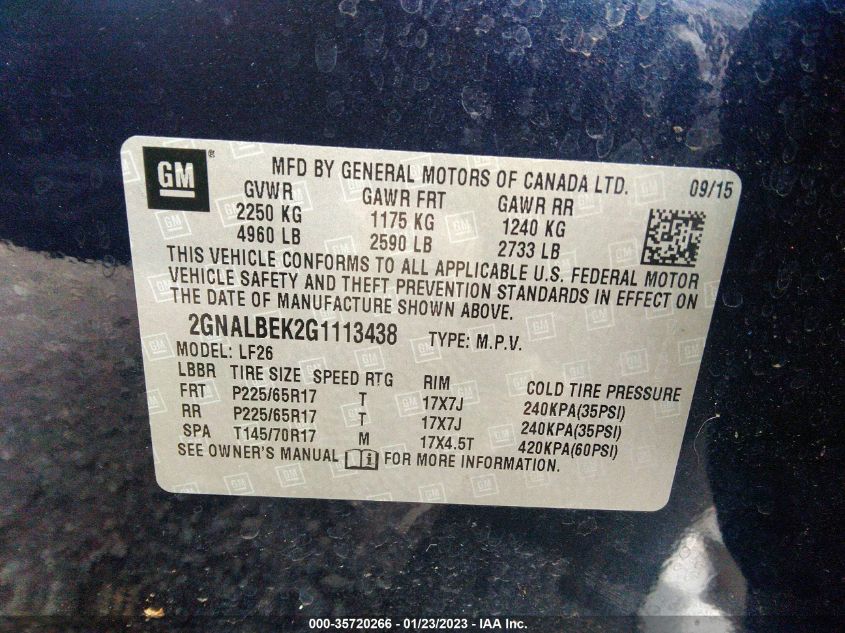 GM ®
MFD BY GENERAL MOTORS OF CANADA LTD. 09/15
GVWR GAWR FRT GAWR RR
2250 KG 1175 KG 1240 KG
4960 LB 2590 LB 2733 LB
THIS VEHICLE CONFORMS TO ALL APPLICABLE U.S. FEDERAL MOTOR
VEHICLE SAFETY AND THEFT PREVENTION STANDARDS IN EFFECT ON
THE DATE OF MANUFACTURE SHOWN ABOVE.
2GNALBEK2G1113438 TYPE: M.P.V.
MODEL: LF26
LBBR TIRE SIZE SPEED RTG RIM COLD TIRE PRESSURE
FRT P225/65R17 T 17X7J 240KPA(35PSI)
RR P225/65R17 T 17X7J 240KPA(35PSI)
SPA T145/70R17 M 17X4.5T 420KPA(60PSI)
SEE OWNER'S MANUAL FOR MORE INFORMATION.
000-35720266 - 01/23/2023 - IAA Inc.